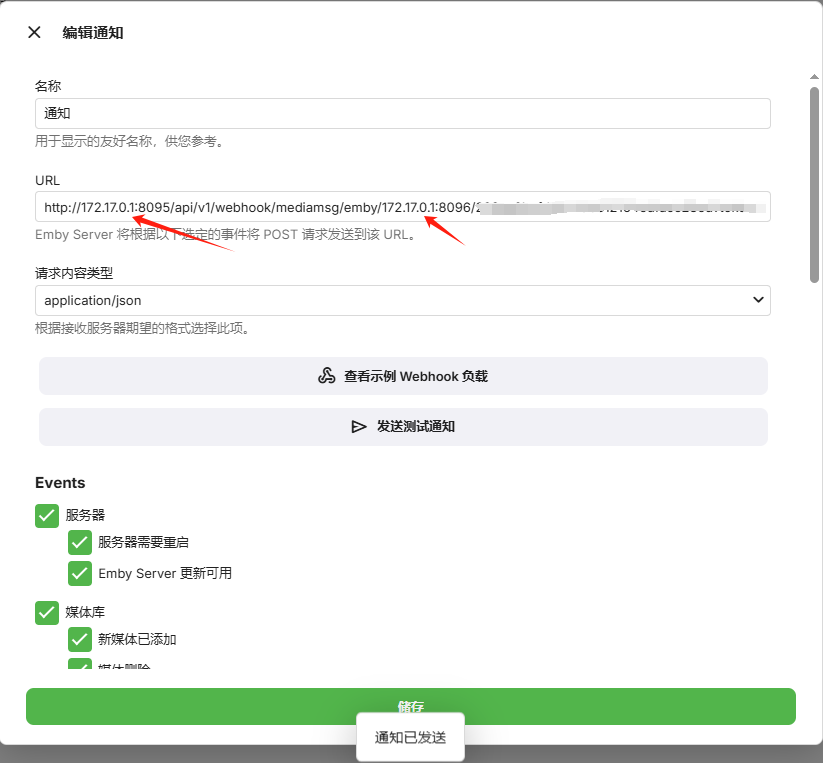 编辑通知
名称
通知
用于显示的友好名称，供您参考。
URL
http://172.17.0.1:8095/api/v1/webhook/mediamsg/emby/172.17.0.1:8096/
Emby Server 将根据以下选定的事件将 POST 请求发送到该 URL。
请求内容类型
application/json
根据接收服务器期望的格式选择此项。
查看示例 Webhook 负载
发送测试通知
Events
服务器
服务器需要重启
Emby Server 更新可用
媒体库
新媒体已添加
媒体删除
储存
通知已发送